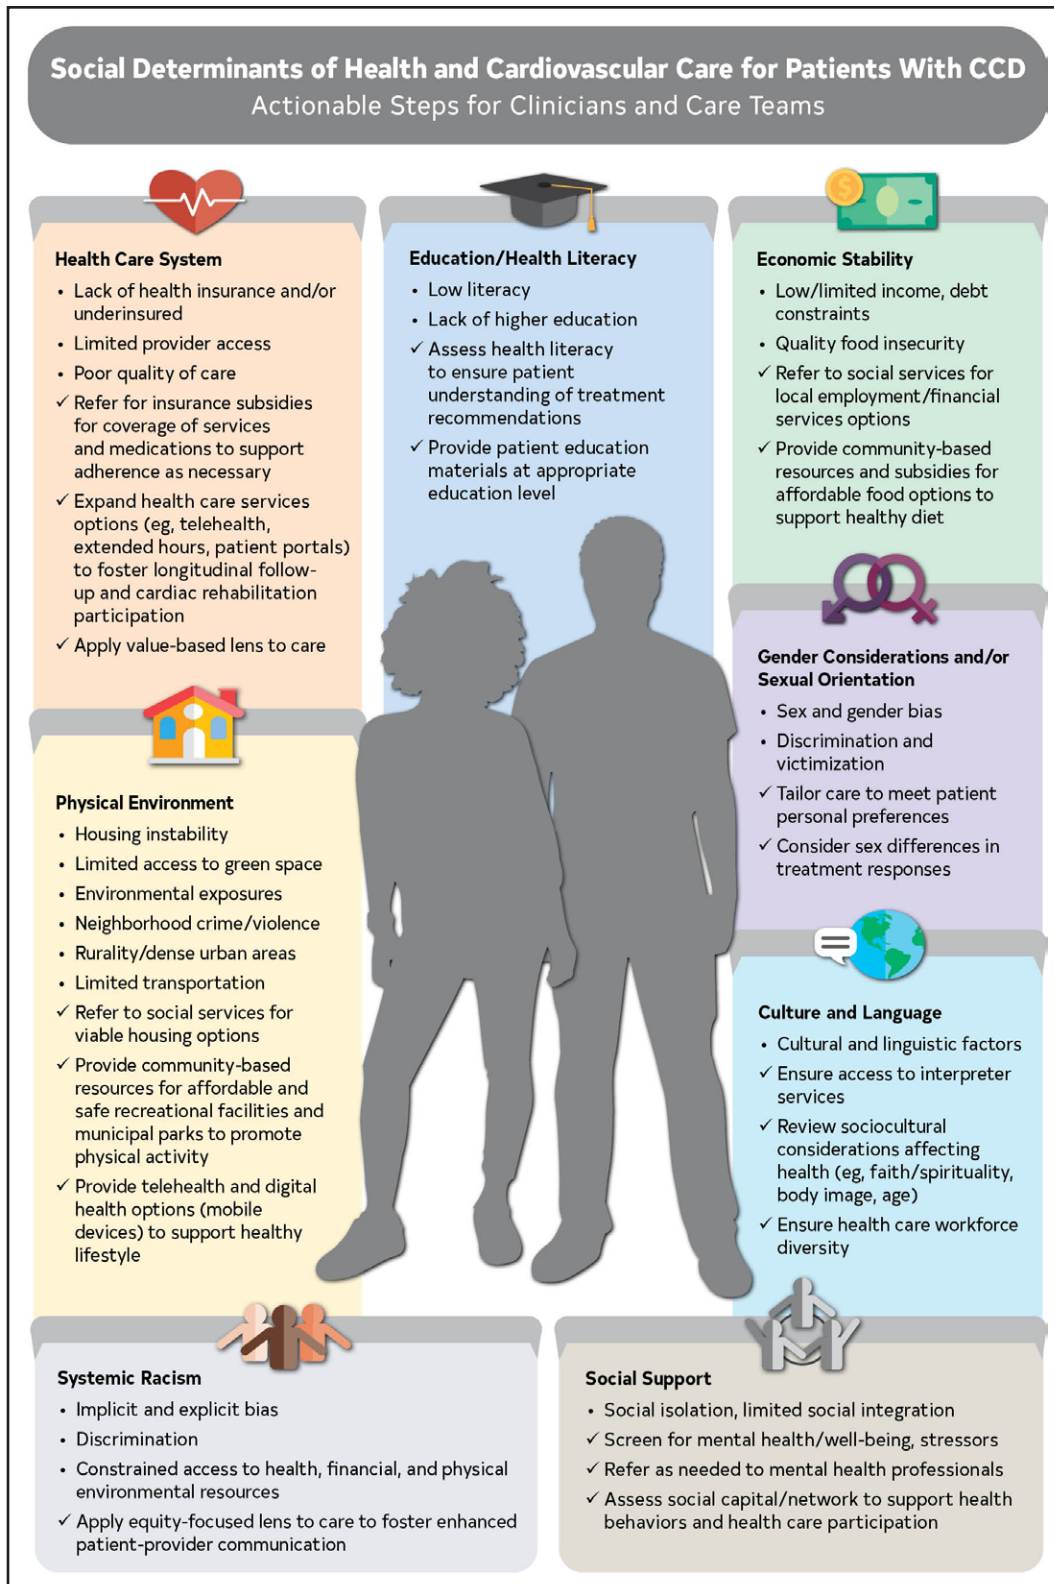 Social Determinants of Health and Cardiovascular Care for Patients With CCD
Actionable Steps for Clinicians and Care Teams
Health Care System
• Lack of health insurance and/or
underinsured
• Limited provider access
• Poor quality of care
✓ Refer for insurance subsidies
for coverage of services
and medications to support
adherence as necessary
✓ Expand health care services
options (eg, telehealth,
extended hours, patient portals)
to foster longitudinal follow-
up and cardiac rehabilitation
participation
✓ Apply value-based lens to care
Education/Health Literacy
• Low literacy
• Lack of higher education
✓ Assess health literacy
to ensure patient
understanding of treatment
recommendations
✓ Provide patient education
materials at appropriate
education level
$
Economic Stability
• Low/limited income, debt
constraints
• Quality food insecurity
✓ Refer to social services for
local employment/financial
services options
✓ Provide community-based
resources and subsidies for
affordable food options to
support healthy diet
Gender Considerations and/or
Sexual Orientation
• Sex and gender bias
• Discrimination and
victimization
✓ Tailor care to meet patient
personal preferences
✓ Consider sex differences in
treatment responses
Physical Environment
• Housing instability
• Limited access to green space
• Environmental exposures
• Neighborhood crime/violence
• Rurality/dense urban areas
• Limited transportation
✓ Refer to social services for
viable housing options
✓ Provide community-based
resources for affordable and
safe recreational facilities and
municipal parks to promote
physical activity
✓ Provide telehealth and digital
health options (mobile
devices) to support healthy
lifestyle
Culture and Language
• Cultural and linguistic factors
✓ Ensure access to interpreter
services
✓ Review sociocultural
considerations affecting
health (eg, faith/spirituality,
body image, age)
✓ Ensure health care workforce
diversity
Systemic Racism
• Implicit and explicit bias
• Discrimination
• Constrained access to health, financial, and physical
environmental resources
✓ Apply equity-focused lens to care to foster enhanced
patient-provider communication
Social Support
• Social isolation, limited social integration
✓ Screen for mental health/well-being, stressors
✓ Refer as needed to mental health professionals
✓ Assess social capital/network to support health
behaviors and health care participation